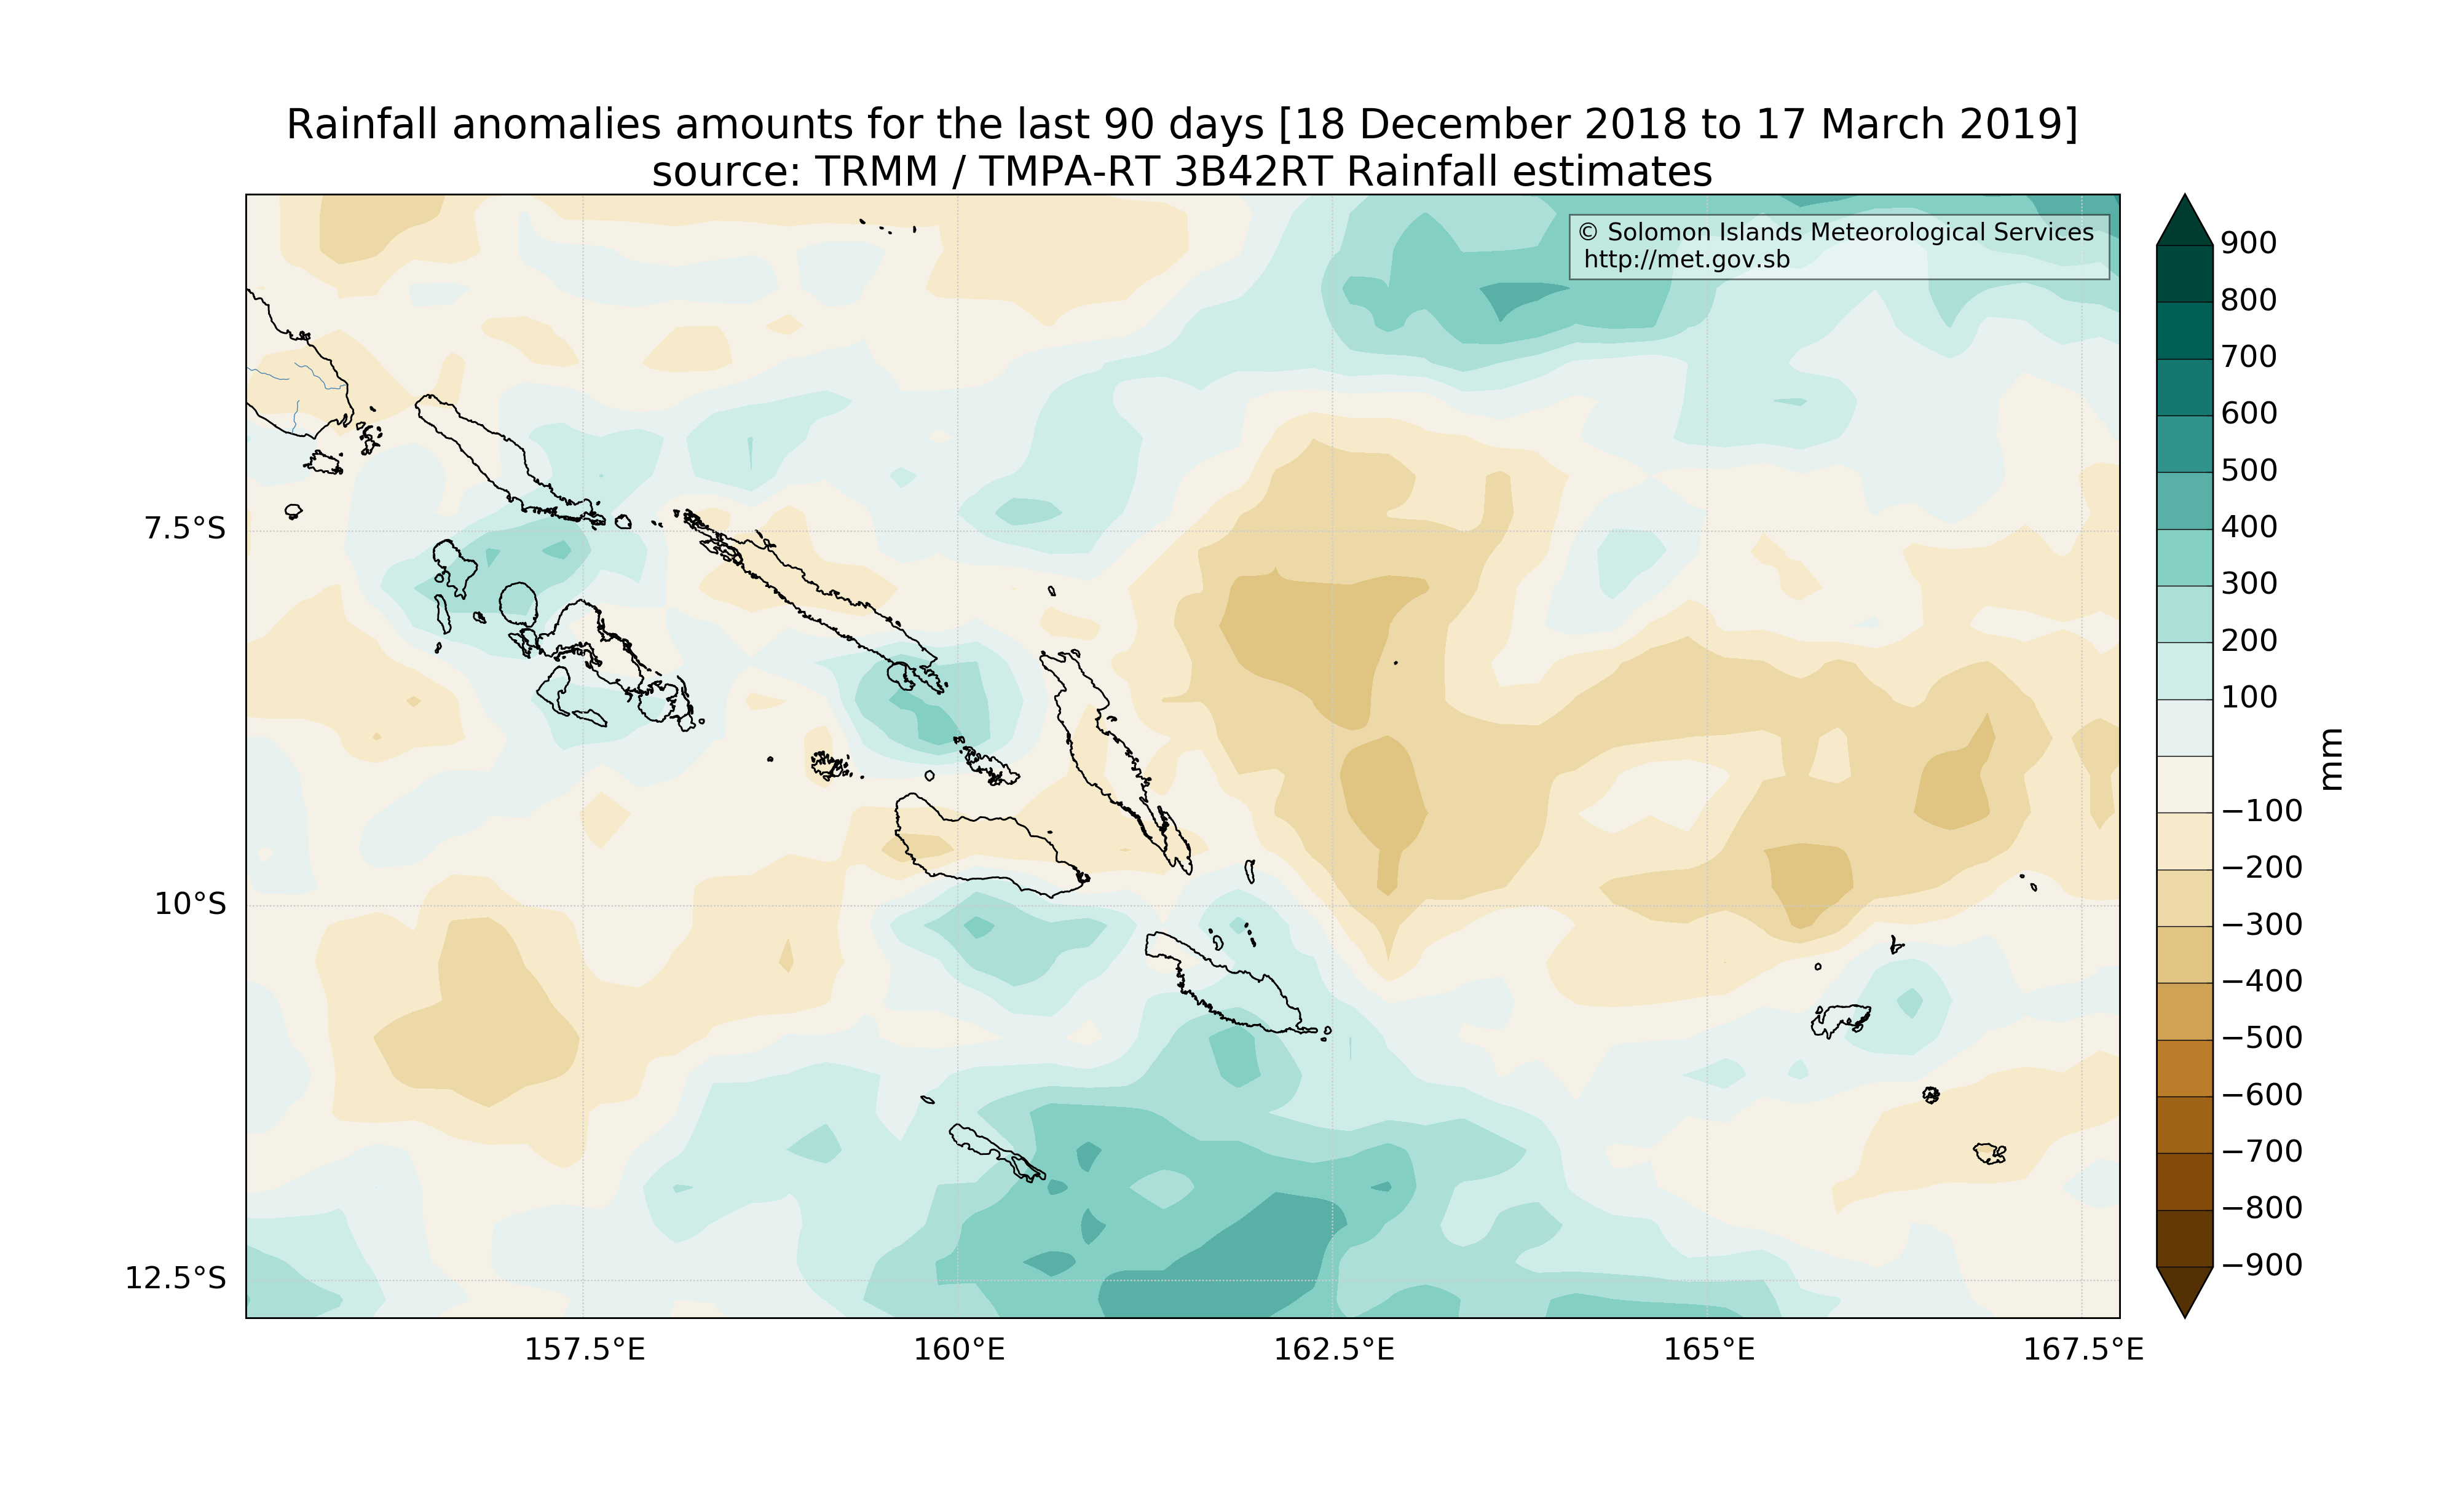 Rainfall anomalies amounts for the last 90 days [18 December 2018 to 17 March 2019]
source: TRMM / TMPA-RT 3B42RT Rainfall estimates
© Solomon Islands Meteorological Services
http://met.gov.sb
7.5°S
10°S
12.5°S
157.5°E
160°E
162.5°E
165°E
167.5°E
900
800
700
600
500
400
300
200
100
−100
−200
−300
−400
−500
−600
−700
−800
−900
mm